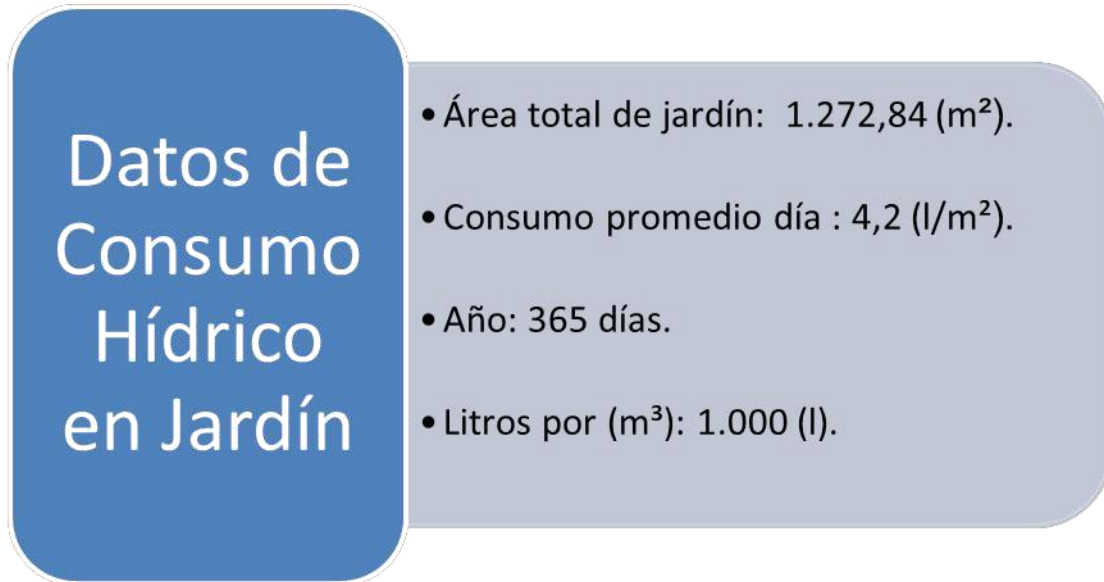 Datos de
Consumo
Hídrico
en Jardín
• Área total de jardín:  1.272,84 (m²).
• Consumo promedio día : 4,2 (l/m²).
• Año: 365 días.
• Litros por (m³): 1.000 (l).